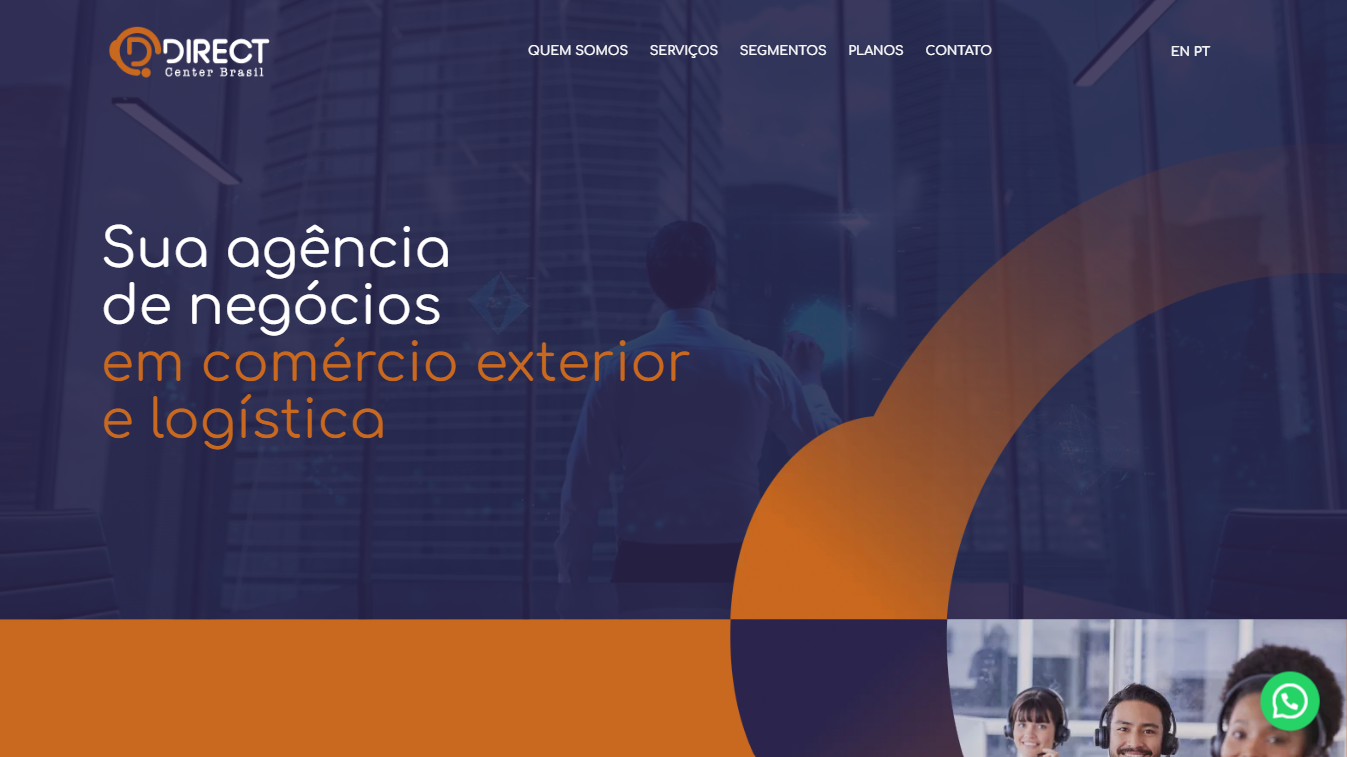 DIRECT
Center Brasil
QUEM SOMOS SERVIÇOS SEGMENTOS PLANOS CONTATO
EN PT
Sua agência
de negócios
em comércio exterior
e logística